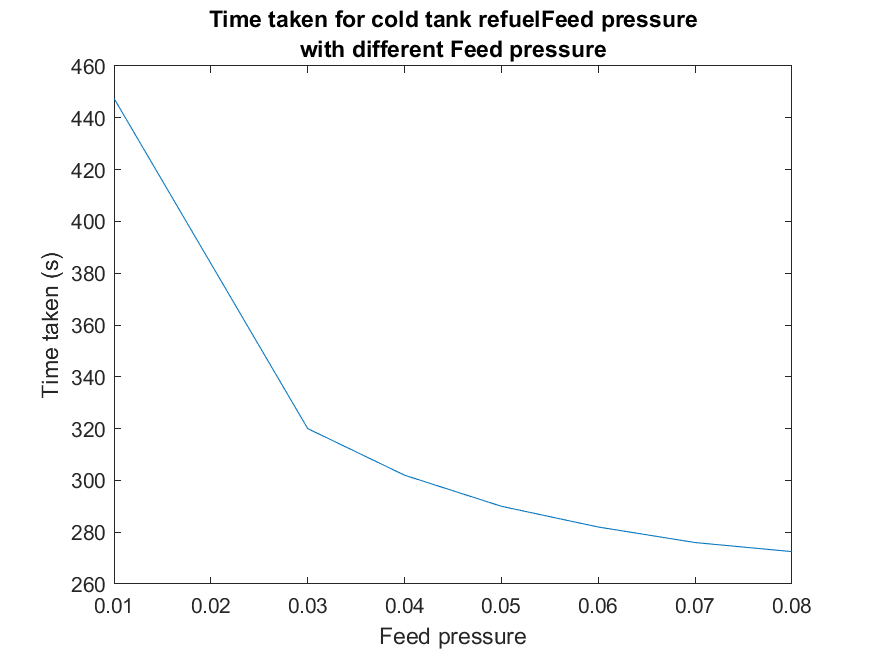 Time taken for cold tank refuelFeed pressure
with different Feed pressure
460
440
420
400
380
360
340
320
300
280
260
Time taken (s)
0.01 0.02 0.03 0.04 0.05 0.06 0.07 0.08
Feed pressure